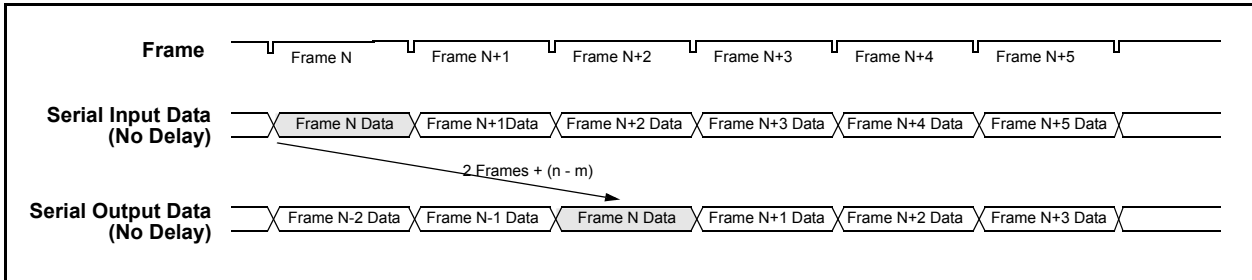 Frame
Frame N Frame N+1 Frame N+2 Frame N+3 Frame N+4 Frame N+5
Serial Input Data
(No Delay)
Frame N Data Frame N+1Data Frame N+2 Data Frame N+3 Data Frame N+4 Data Frame N+5 Data
2 Frames + (n - m)
Serial Output Data
(No Delay)
Frame N-2 Data Frame N-1 Data Frame N Data Frame N+1 Data Frame N+2 Data Frame N+3 Data